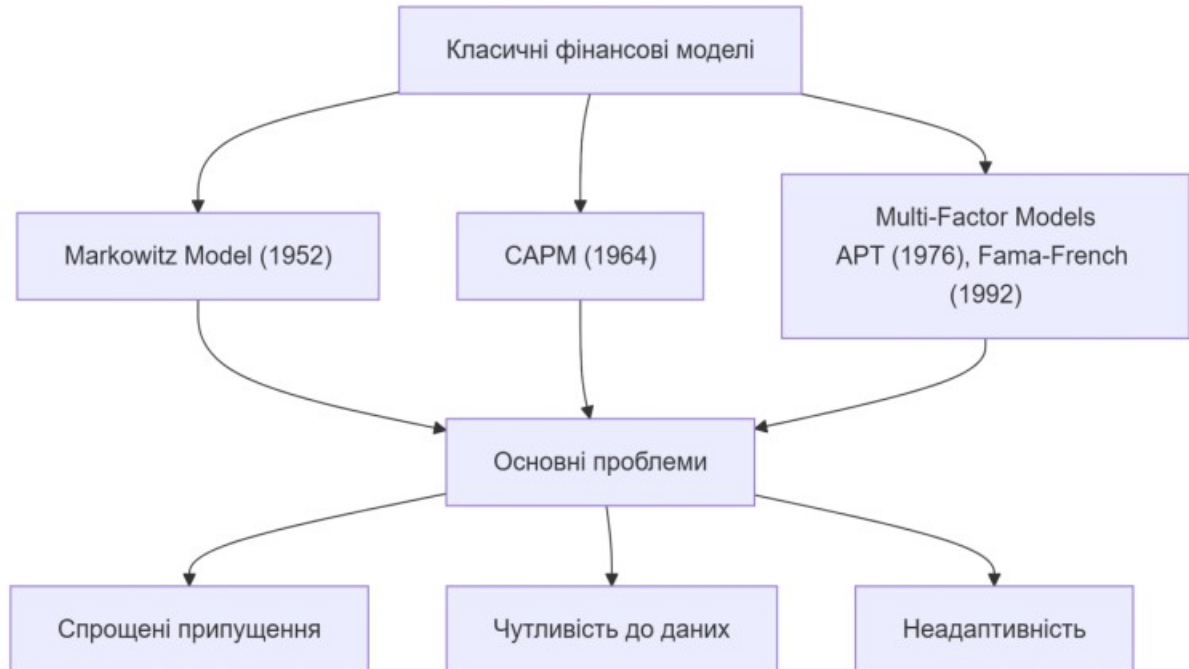 Класичні фінансові моделі
Markowitz Model (1952)
CAPM (1964)
Multi-Factor Models
APT (1976), Fama-French
(1992)
Основні проблеми
Спрощені припущення
Чутливість до даних
Неадаптивність